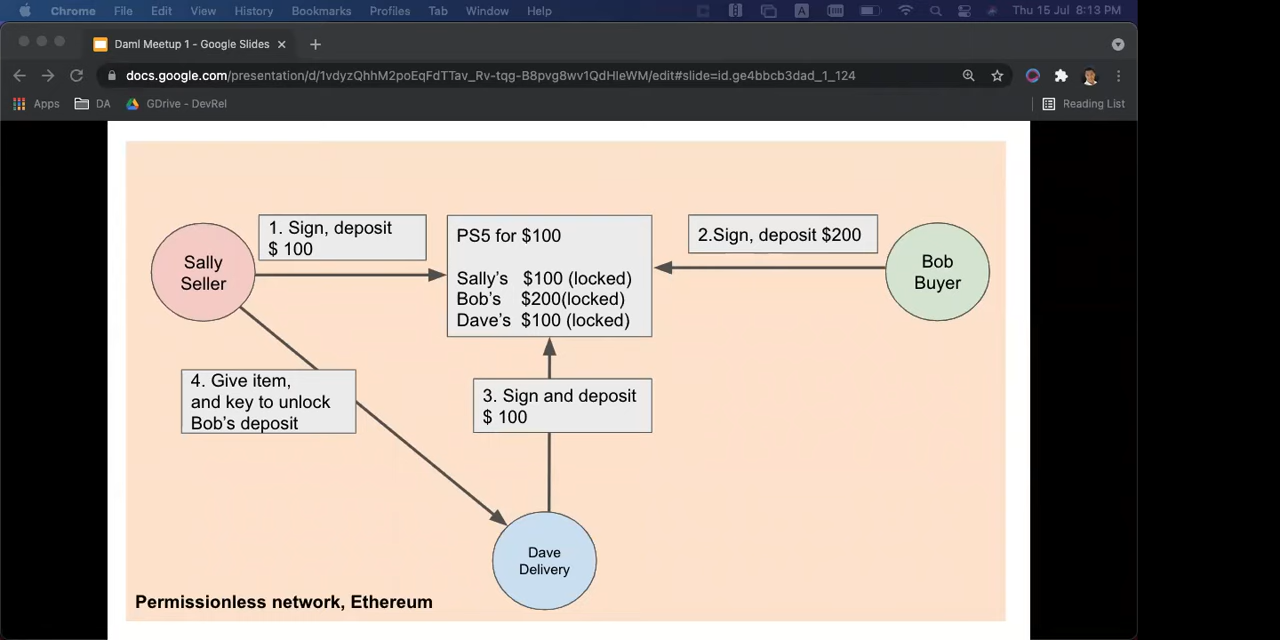 Chrome File Edit View History Bookmarks Profiles Tab Window Help A Thu 15 Jul 8:13 PM
Daml Meetup 1 - Google Slides
docs.google.com/presentation/d/1vdyzQhhM2poEqFdTTav_Rv-tqg-B8pvg8wv1QdHleWM/edit#slide=id.ge4bbcb3dad_1_124
Apps DA GDrive - DevRel Reading List
1. Sign, deposit
$ 100
Sally
Seller
PS5 for $100
Sally's $100 (locked)
Bob's $200(locked)
Dave's $100 (locked)
2.Sign, deposit $200
Bob
Buyer
4. Give item,
and key to unlock
Bob's deposit
3. Sign and deposit
$ 100
Dave
Delivery
Permissionless network, Ethereum